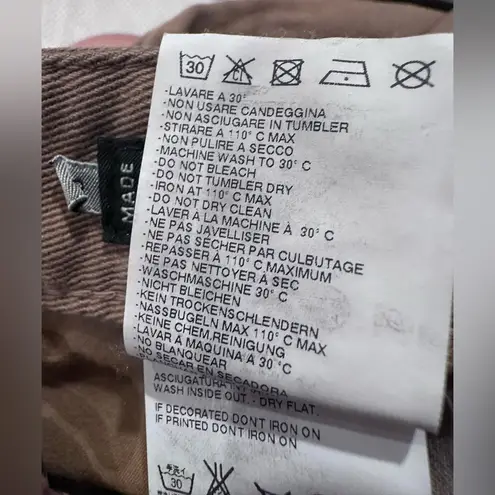 30 CL
-LAVARE A 30°
-NON USARE CANDEGGINA
-NON ASCIUGARE IN TUMBLER
-STIRARE A 110° C MAX
-NON PULIRE A SECCO
-MACHINE WASH TO 30° C
-DO NOT BLEACH
-DO NOT TUMBLER DRY
-IRON AT 110° C MAX
-DO NOT DRY CLEAN
-LAVER A LA MACHINE À 30° C
-NE PAS JAVELLISER
-NE PAS SÉCHER PAR CULBUTAGE
-REPASSER À 110° C MAXIMUM
-NE PAS NETTOYER À SEC
-WASCHMASCHINE 30° C
-NICHT BLEICHEN
-KEIN TROCKENSCHLENDERN
-NASSBUGELN MAX 110° C MAX
-KEINE CHEM.REINIGUNG
-LAVAR A MAQUINA A 30 °C
-NO BLANQUEAR
-NO SECAR EN SECADORA
ASCIUGATURA
WASH INSIDE OUT - DRY FLAT.
IF DECORATED DONT IRON ON
IF PRINTED DON'T IRON ON
30
MADE